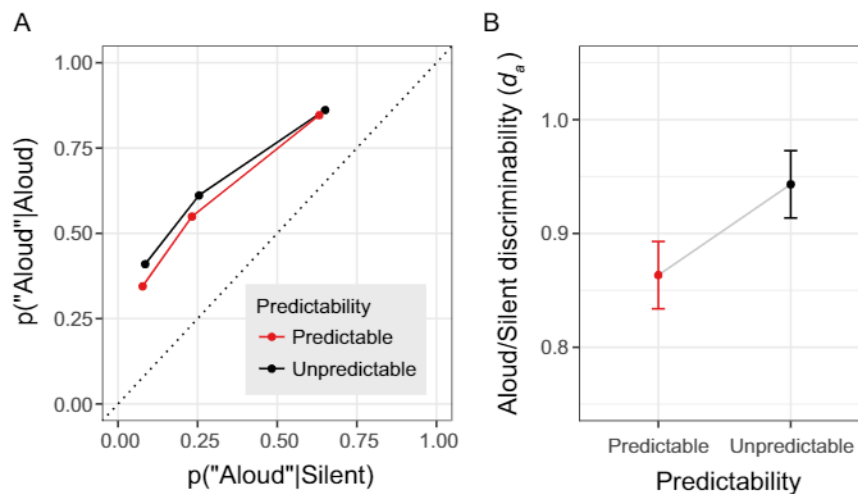 A
p("Aloud"|Aloud)
1.00
0.75
0.50
0.25
0.00
Predictability
Predictable
Unpredictable
0.00 0.25 0.50 0.75 1.00
p("Aloud"|Silent)
B
Aloud/Silent discriminability (dₐ)
1.0
0.9
0.8
Predictable Unpredictable
Predictability